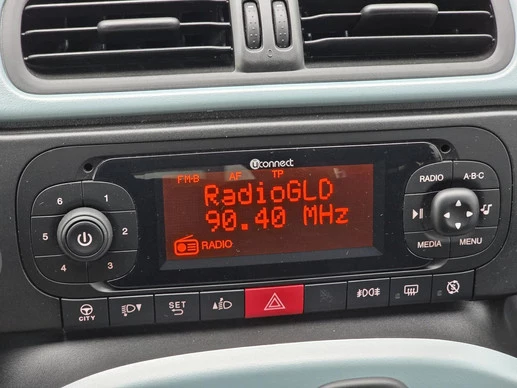 uconnect
FM-B AF TP
RadioGLD
90.40 MHz
RADIO
6 1
5 2
4 3
RADIO A·B·C
MEDIA MENU
CITY
SET